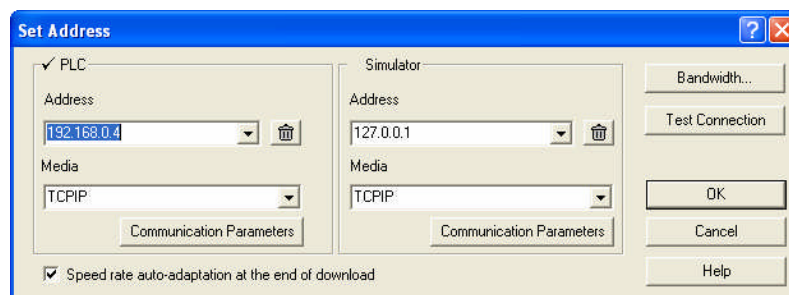 Set Address
PLC
Address
192.168.0.4
Media
TCPIP
Communication Parameters
Simulator
Address
127.0.0.1
Media
TCPIP
Communication Parameters
Speed rate auto-adaptation at the end of download
Bandwidth...
Test Connection
OK
Cancel
Help